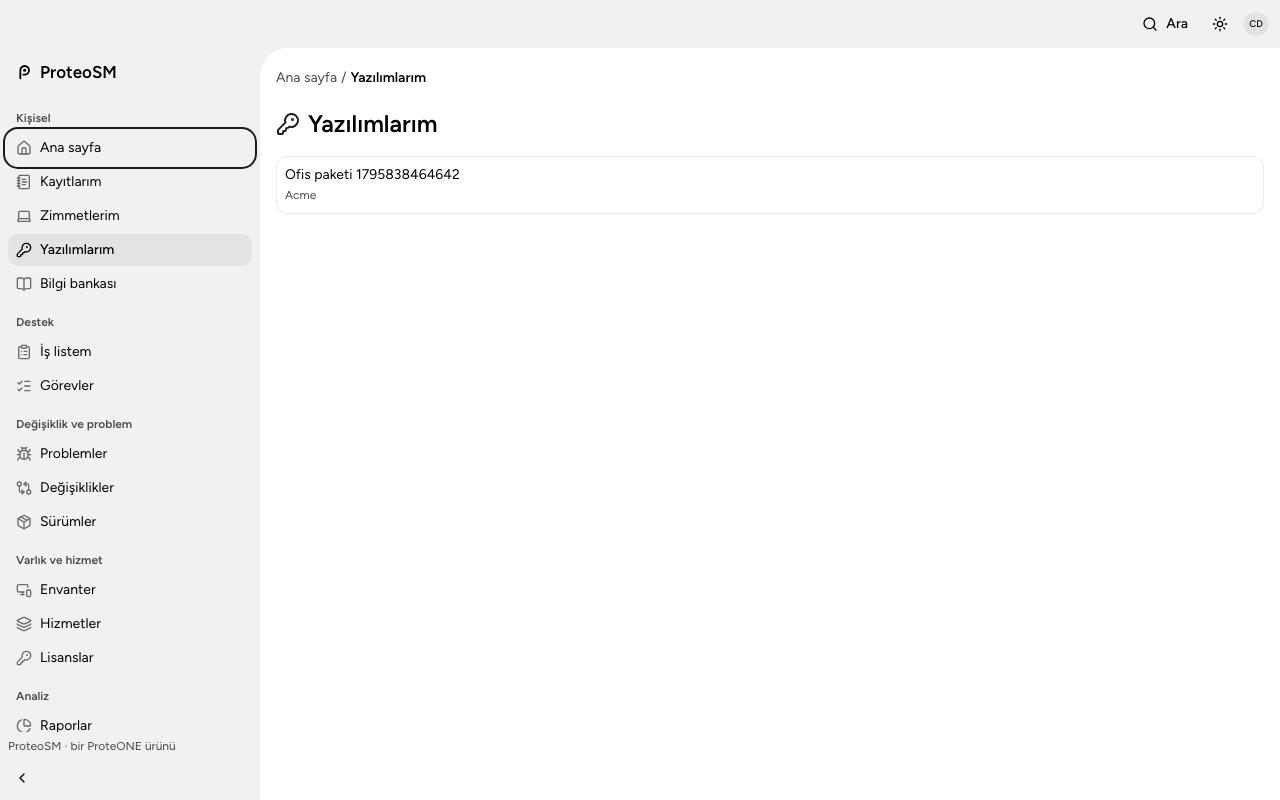 Ara
CD
ProteoSM
Kişisel
Ana sayfa
Kayıtlarım
Zimmetlerim
Yazılımlarım
Bilgi bankası
Destek
İş listem
Görevler
Değişiklik ve problem
Problemler
Değişiklikler
Sürümler
Varlık ve hizmet
Envanter
Hizmetler
Lisanslar
Analiz
Raporlar
ProteoSM · bir ProteONE ürünü
Ana sayfa / Yazılımlarım
Yazılımlarım
Ofis paketi 1795838464642
Acme